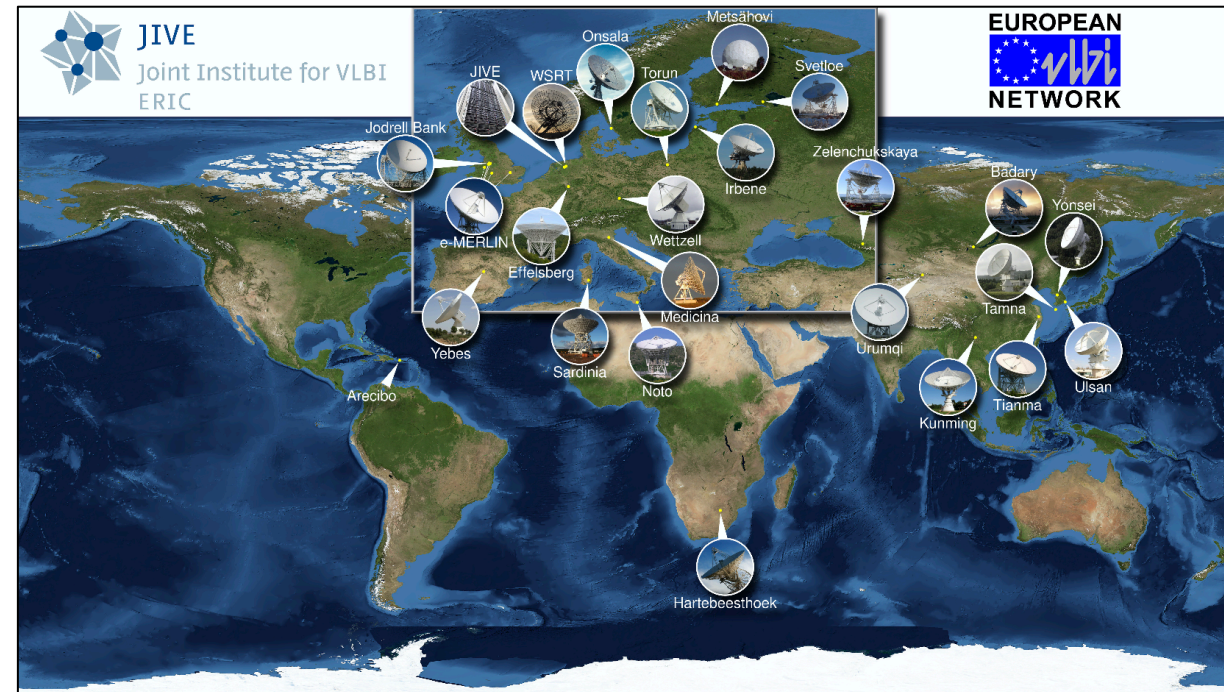 JIVE
Joint Institute for VLBI
ERIC
EUROPEAN
vlbi
NETWORK
Metsähovi
Onsala
JIVE
WSRT
Torun
Svetloe
Jodrell Bank
Zelenchukskaya
Badary
Irbene
Yonsei
e-MERLIN
Wettzell
Effelsberg
Tamna
Medicina
Urumqi
Yebes
Sardinia
Noto
Ulsan
Arecibo
Tianma
Kunming
Hartebeesthoek